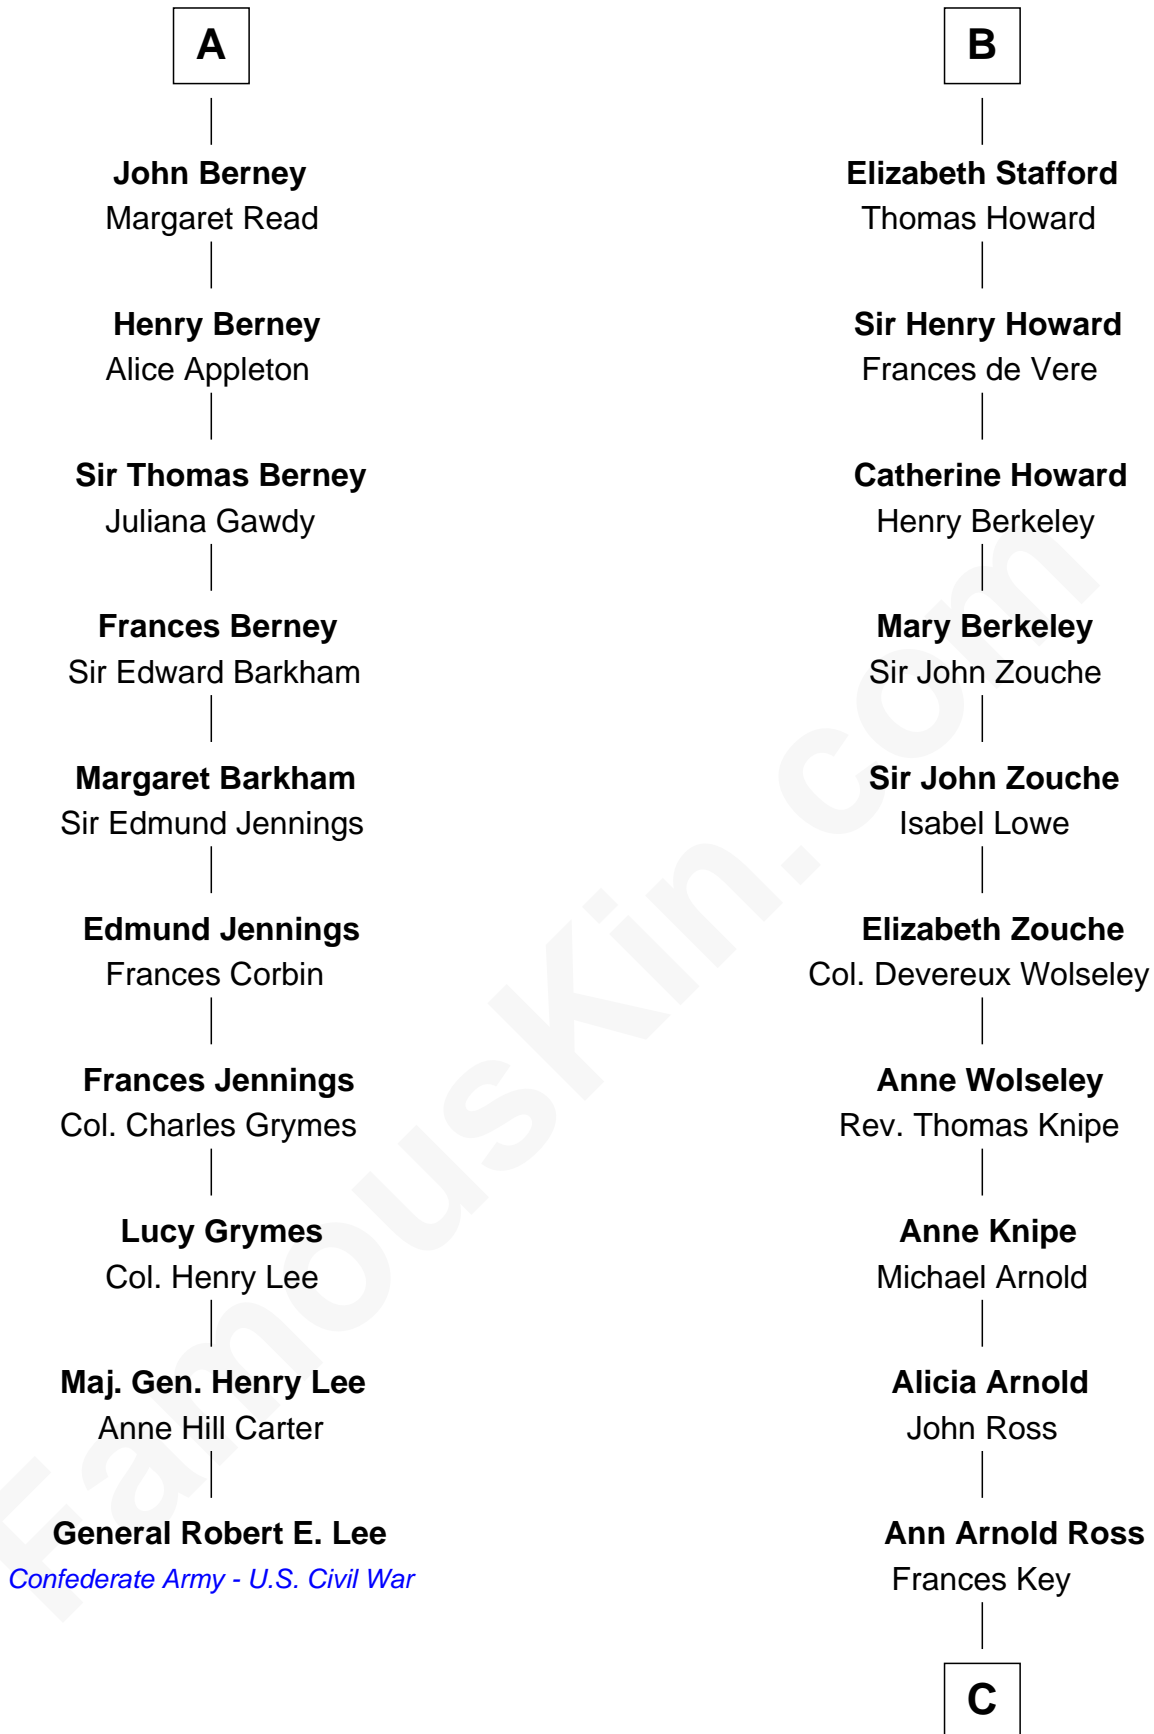 A
John Berney
Margaret Read
Henry Berney
Alice Appleton
Sir Thomas Berney
Juliana Gawdy
Frances Berney
Sir Edward Barkham
Margaret Barkham
Sir Edmund Jennings
Edmund Jennings
Frances Corbin
Frances Jennings
Col. Charles Grymes
Lucy Grymes
Col. Henry Lee
Maj. Gen. Henry Lee
Anne Hill Carter
General Robert E. Lee
Confederate Army - U.S. Civil War
B
Elizabeth Stafford
Thomas Howard
Sir Henry Howard
Frances de Vere
Catherine Howard
Henry Berkeley
Mary Berkeley
Sir John Zouche
Sir John Zouche
Isabel Lowe
Elizabeth Zouche
Col. Devereux Wolseley
Anne Wolseley
Rev. Thomas Knipe
Anne Knipe
Michael Arnold
Alicia Arnold
John Ross
Ann Arnold Ross
Frances Key
C
FamousKin.com